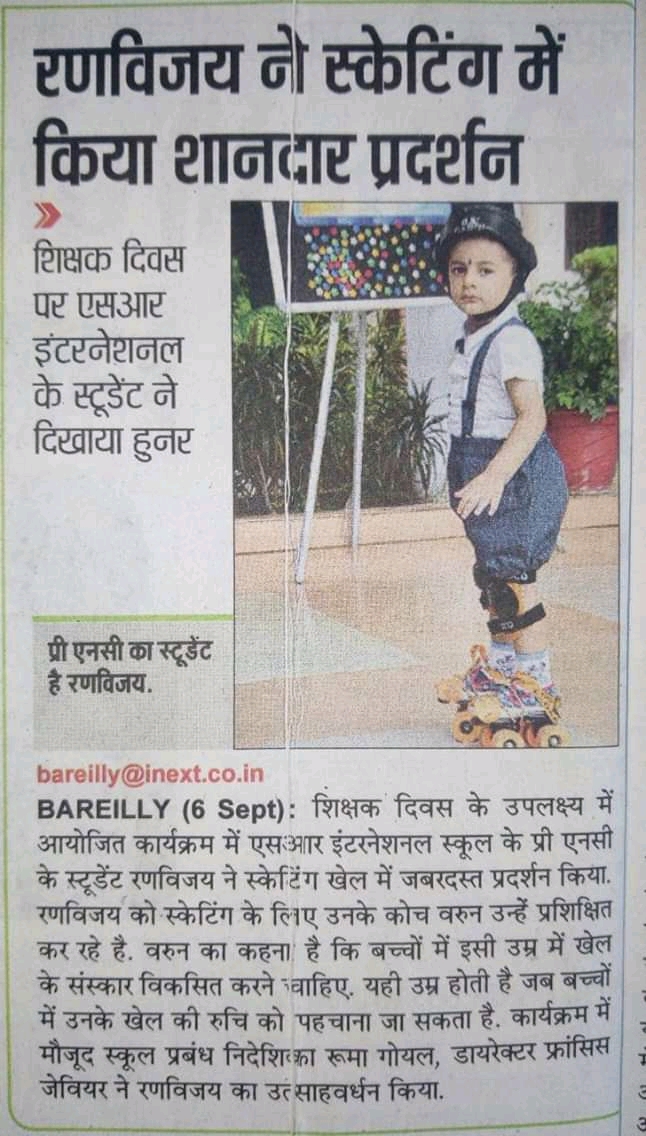 रणविजय ने स्केटिंग में
किया शानदार प्रदर्शन
शिक्षक दिवस
पर एसआर
इंटरनेशनल
के स्टूडेंट ने
दिखाया हुनर
प्री एनसी का स्टूडेंट
है रणविजय.
bareilly@inext.co.in
BAREILLY (6 Sept): शिक्षक दिवस के उपलक्ष्य में
आयोजित कार्यक्रम में एसआर इंटरनेशनल स्कूल के प्री एनसी
के स्टूडेंट रणविजय ने स्केटिंग खेल में जबरदस्त प्रदर्शन किया.
रणविजय को स्केटिंग के लिए उनके कोच वरुन उन्हें प्रशिक्षित
कर रहे है. वरुन का कहना है कि बच्चों में इसी उम्र में खेल
के संस्कार विकसित करने चाहिए. यही उम्र होती है जब बच्चों
में उनके खेल की रुचि को पहचाना जा सकता है. कार्यक्रम में
मौजूद स्कूल प्रबंध निदेशिका रूमा गोयल, डायरेक्टर फ्रांसिस
जेवियर ने रणविजय का उत्साहवर्धन किया.